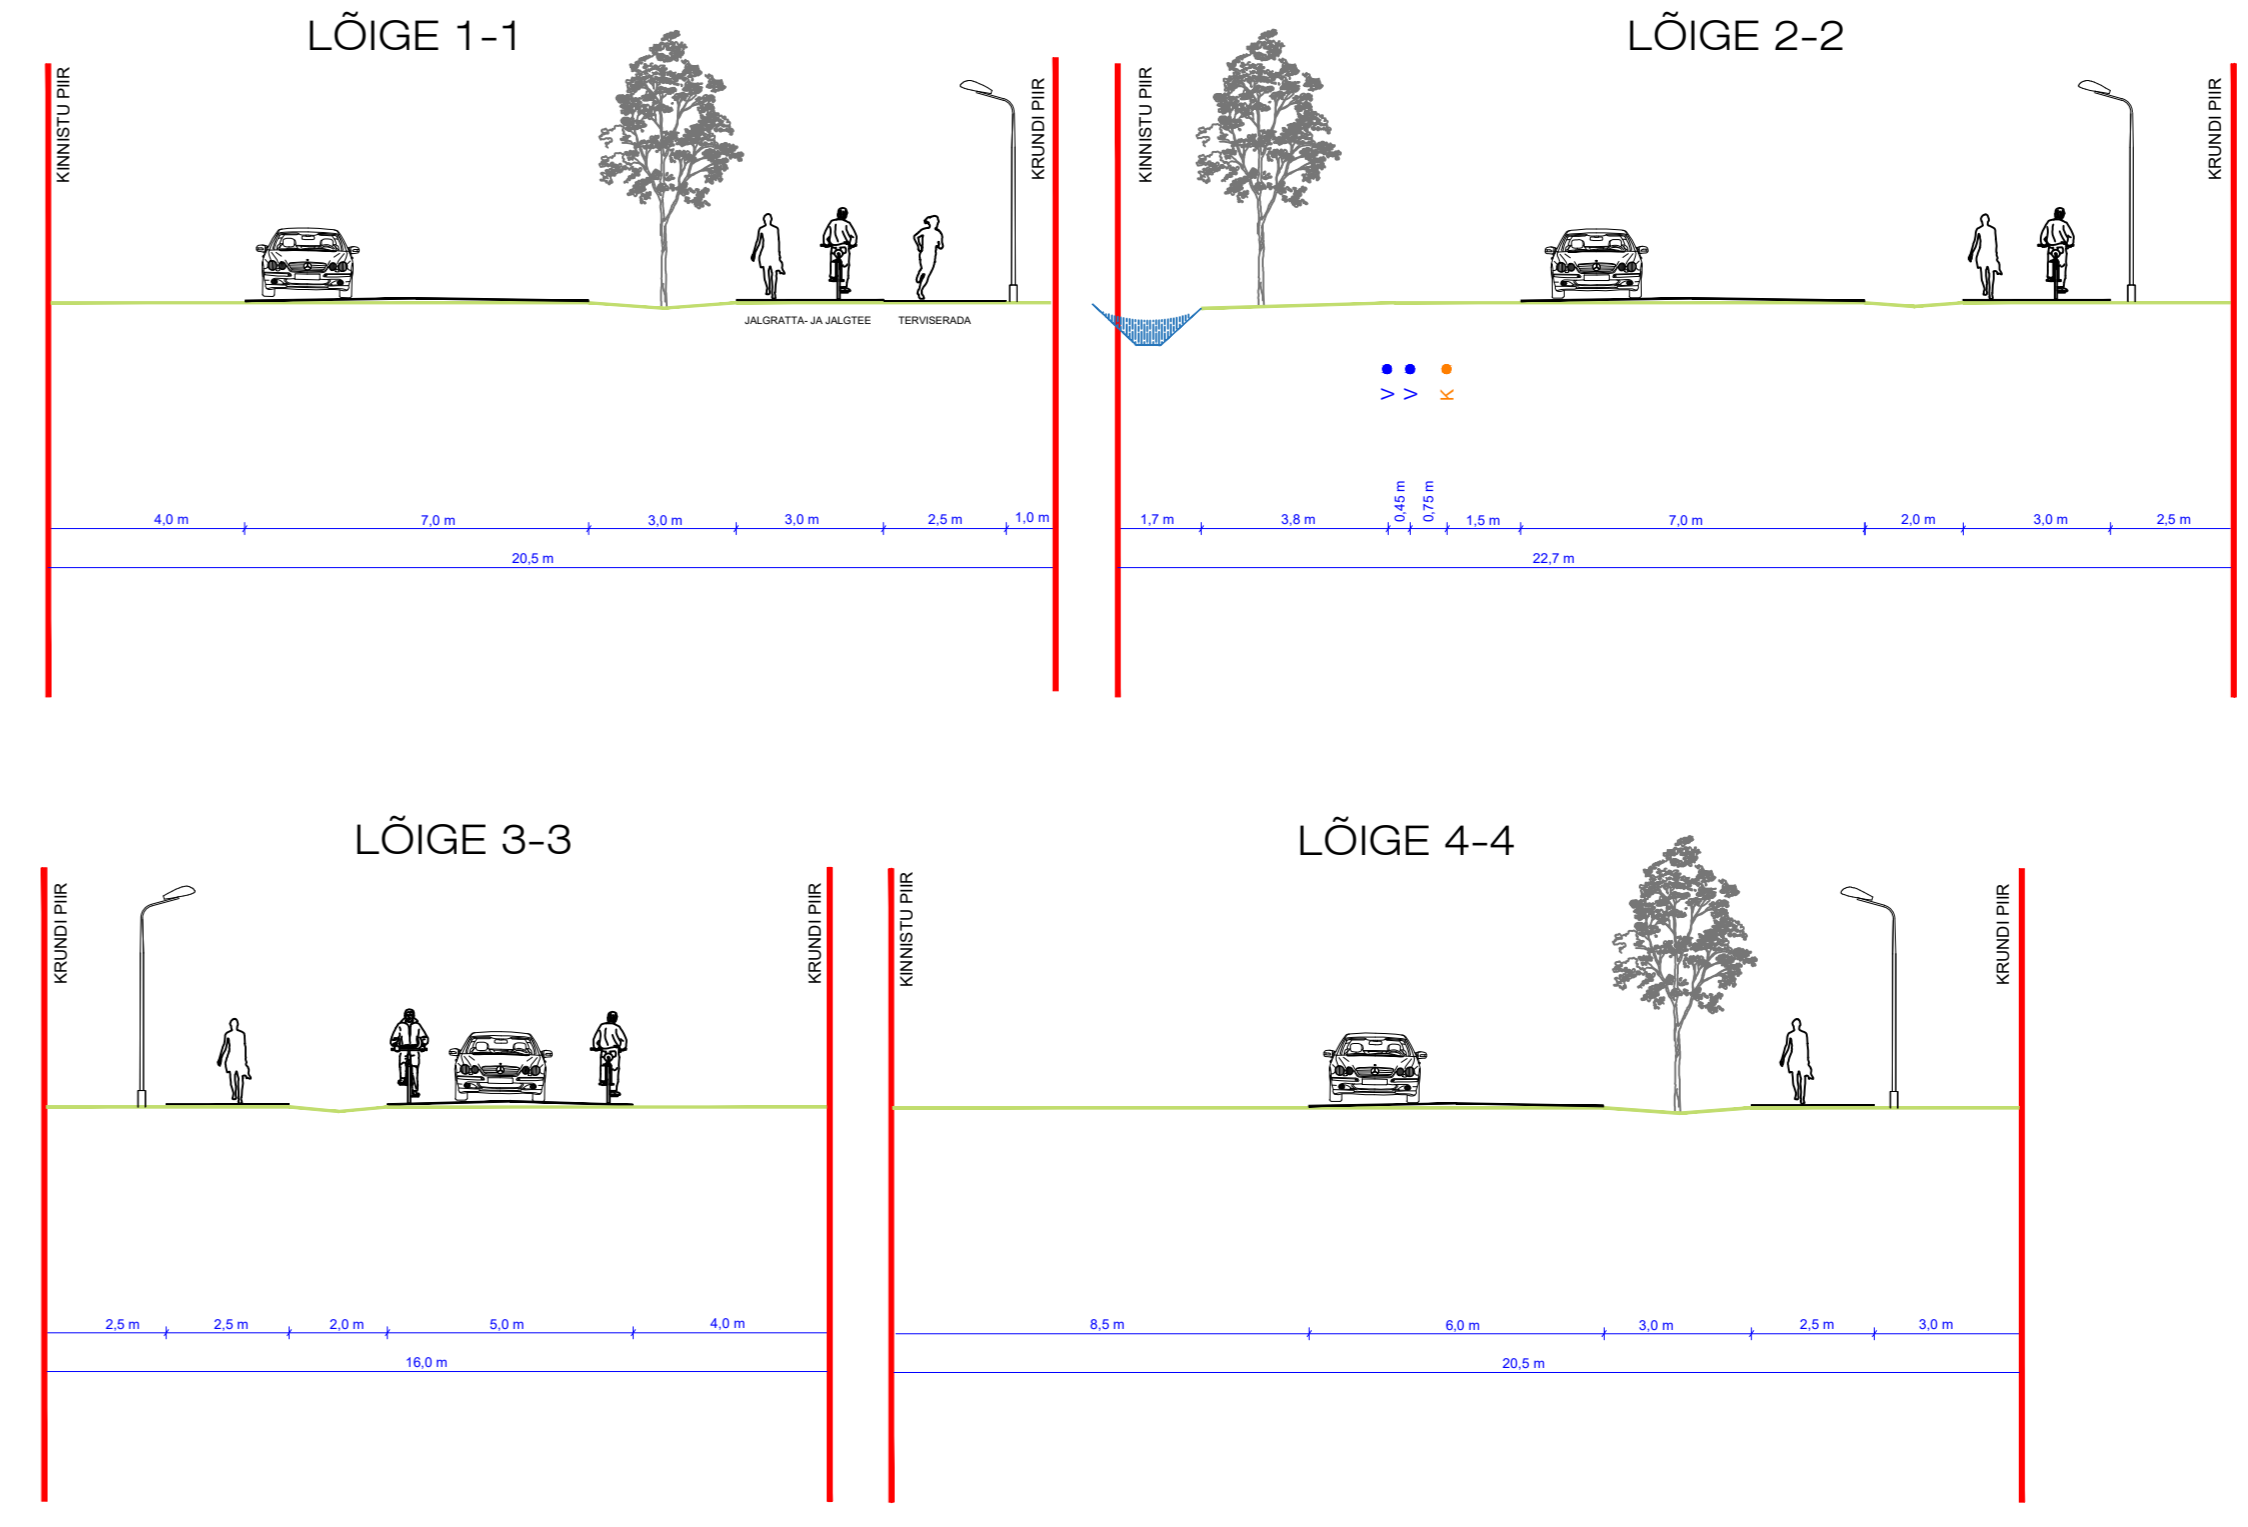 LÕIGE 1-1
KINNISTU PIIR
KRUNDI PIIR
JALGRATTA- JA JALGTEE
TERVISERADA
4,0 m
7,0 m
3,0 m
3,0 m
2,5 m
1,0 m
20,5 m
LÕIGE 2-2
KINNISTU PIIR
KRUNDI PIIR
V
V
K
1,7 m
3,8 m
0,45 m
0,75 m
1,5 m
7,0 m
2,0 m
3,0 m
2,5 m
22,7 m
LÕIGE 3-3
KRUNDI PIIR
KRUNDI PIIR
2,5 m
2,5 m
2,0 m
5,0 m
4,0 m
16,0 m
LÕIGE 4-4
KINNISTU PIIR
KRUNDI PIIR
8,5 m
6,0 m
3,0 m
2,5 m
3,0 m
20,5 m